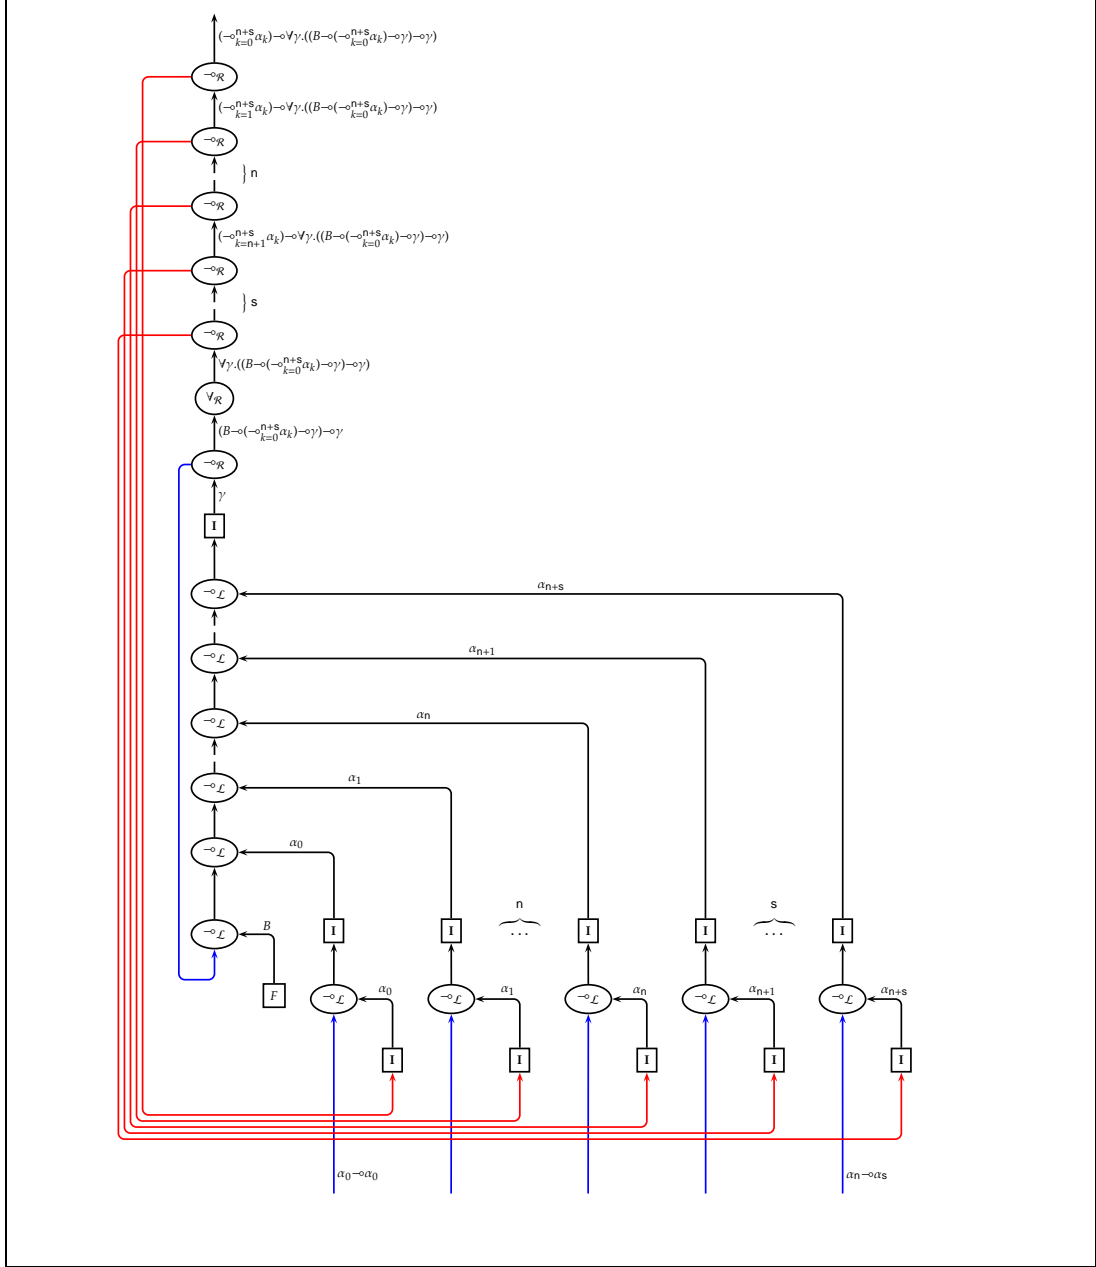 (⊸ⁿ⁺ˢₖ₌₀αₖ)⊸∀γ.((B⊸(⊸ⁿ⁺ˢₖ₌₀αₖ)⊸γ)⊸γ)
⊸ℛ
(⊸ⁿ⁺ˢₖ₌₁αₖ)⊸∀γ.((B⊸(⊸ⁿ⁺ˢₖ₌₀αₖ)⊸γ)⊸γ)
⊸ℛ
} n
⊸ℛ
(⊸ⁿ⁺ˢₖ₌ₙ₊₁αₖ)⊸∀γ.((B⊸(⊸ⁿ⁺ˢₖ₌₀αₖ)⊸γ)⊸γ)
⊸ℛ
} s
⊸ℛ
∀γ.((B⊸(⊸ⁿ⁺ˢₖ₌₀αₖ)⊸γ)⊸γ)
∀ℛ
(B⊸(⊸ⁿ⁺ˢₖ₌₀αₖ)⊸γ)⊸γ
⊸ℛ
γ
I
αₙ₊ₛ
⊸ℒ
αₙ₊₁
⊸ℒ
αₙ
⊸ℒ
α₁
⊸ℒ
α₀
⊸ℒ
n s
B I I ... I I ... I
⊸ℒ
F α₀ α₁ αₙ αₙ₊₁ αₙ₊ₛ
⊸ℒ ⊸ℒ ⊸ℒ ⊸ℒ ⊸ℒ
I I I I I
α₀⊸α₀ αₙ⊸αₛ